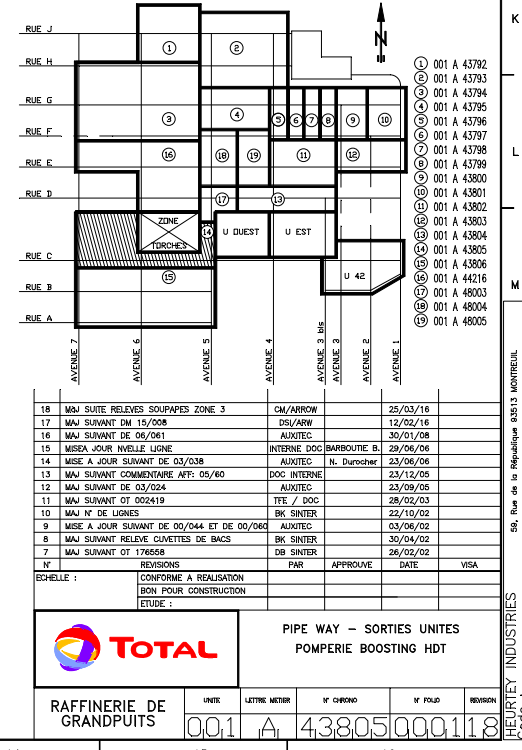 K
L
M
RUE J
RUE H
RUE G
RUE F
RUE E
RUE D
RUE C
RUE B
RUE A
1
2
3
4
5
6
7
8
9
10
16
18
19
11
12
17
13
14
15
ZONE
TORCHES
U OUEST
U EST
U 42
N
AVENUE 7
AVENUE 6
AVENUE 5
AVENUE 4
AVENUE 3 bis
AVENUE 3
AVENUE 2
AVENUE 1
1 001 A 43792
2 001 A 43793
3 001 A 43794
4 001 A 43795
5 001 A 43796
6 001 A 43797
7 001 A 43798
8 001 A 43799
9 001 A 43800
10 001 A 43801
11 001 A 43802
12 001 A 43803
13 001 A 43804
14 001 A 43805
15 001 A 43806
16 001 A 44216
17 001 A 48003
18 001 A 48004
19 001 A 48005
18 MàJ SUITE RELEVES SOUPAPES ZONE 3 CM/ARROW 25/03/16
17 MAJ SUIVANT DM 15/008 DSI/ARW 12/02/16
16 MAJ SUIVANT DE 06/061 AUXITEC 30/01/08
15 MISEA JOUR NVELLE LIGNE INTERNE DOC BARBOUTIE B. 29/06/06
14 MISE A JOUR SUIVANT DE 03/038 AUXITEC N. Durocher 23/06/06
13 MAJ SUIVANT COMMENTAIRE AFF: 05/60 DOC INTERNE 23/12/05
12 MAJ SUIVANT DE 03/024 AUXITEC 23/09/05
11 MAJ SUIVANT OT 002419 TFE / DOC 28/02/03
10 MAJ N° DE LIGNES BK SINTER 22/10/02
9 MISE A JOUR SUIVANT DE 00/044 ET DE 00/060 AUXITEC 03/06/02
8 MAJ SUIVANT RELEVE CUVETTES DE BACS BK SINTER 30/04/02
7 MAJ SUIVANT OT 176558 DB SINTER 26/02/02
N° REVISIONS PAR APPROUVE DATE VISA
ECHELLE :
CONFORME A REALISATION
BON POUR CONSTRUCTION
ETUDE :
TOTAL
PIPE WAY – SORTIES UNITES
POMPERIE BOOSTING HDT
RAFFINERIE DE
GRANDPUITS
UNITE LETTRE METIER N° CHRONO N° FOLIO REVISION
001 A 43805 0001 18
59, Rue de la République 93513 MONTREUIL
HEURTEY INDUSTRIES